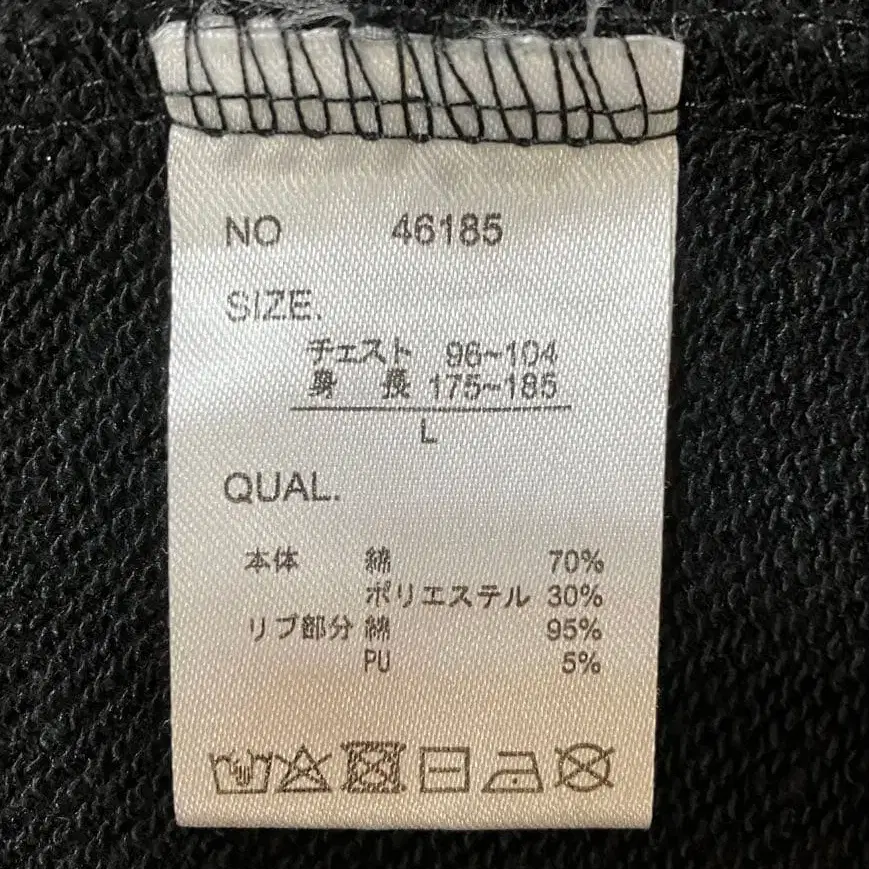 NO 46185
SIZE.
チェスト 96~104
身長 175~185
L
QUAL.
本体 綿 70%
ポリエステル 30%
リブ部分 綿 95%
PU 5%